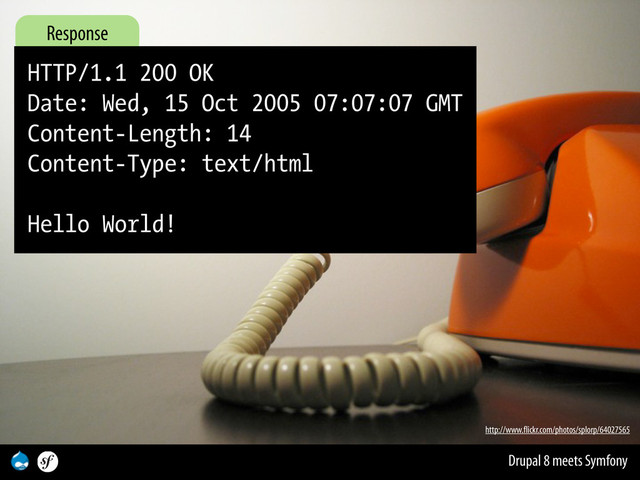 Response
HTTP/1.1 200 OK
Date: Wed, 15 Oct 2005 07:07:07 GMT
Content-Length: 14
Content-Type: text/html
Hello World!
http://www.flickr.com/photos/splorp/64027565
sf
Drupal 8 meets Symfony